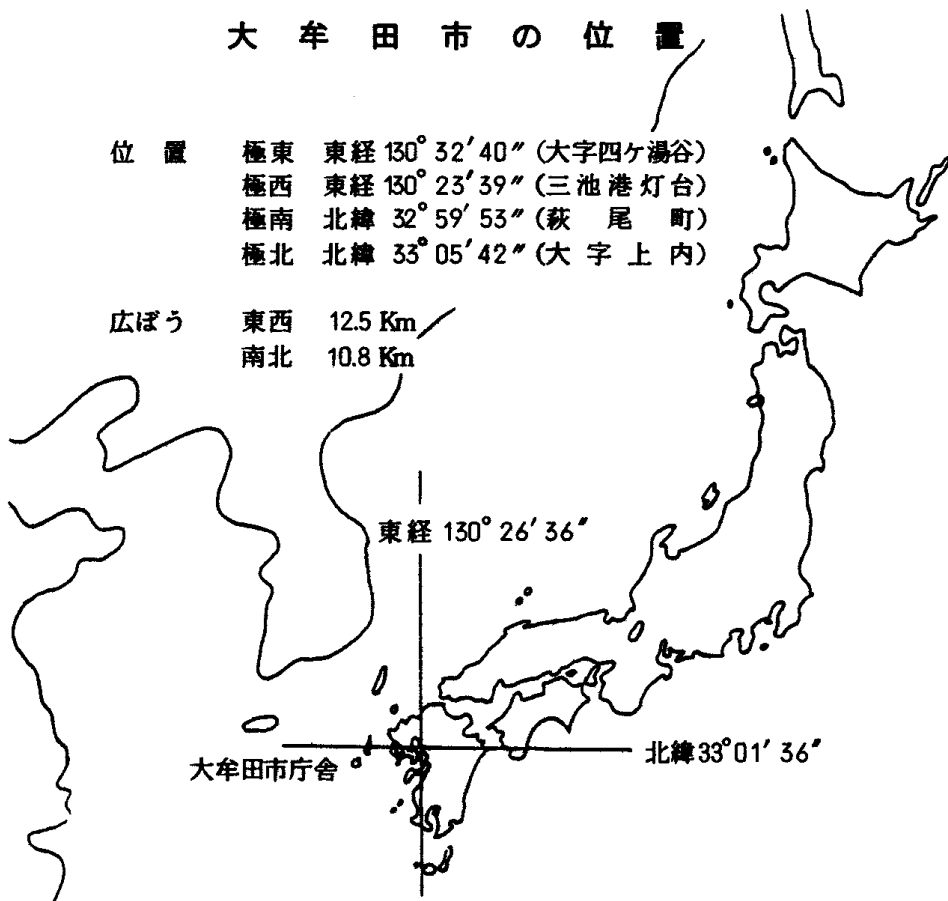 大牟田市の位置
位置 極東 東経 130° 32′ 40″ (大字四ケ湯谷)
極西 東経 130° 23′ 39″ (三池港灯台)
極南 北緯 32° 59′ 53″ (萩尾町)
極北 北緯 33° 05′ 42″ (大字上内)
広ぼう 東西 12.5 Km
南北 10.8 Km
東経 130° 26′ 36″
北緯33° 01′ 36″
大牟田市庁舎